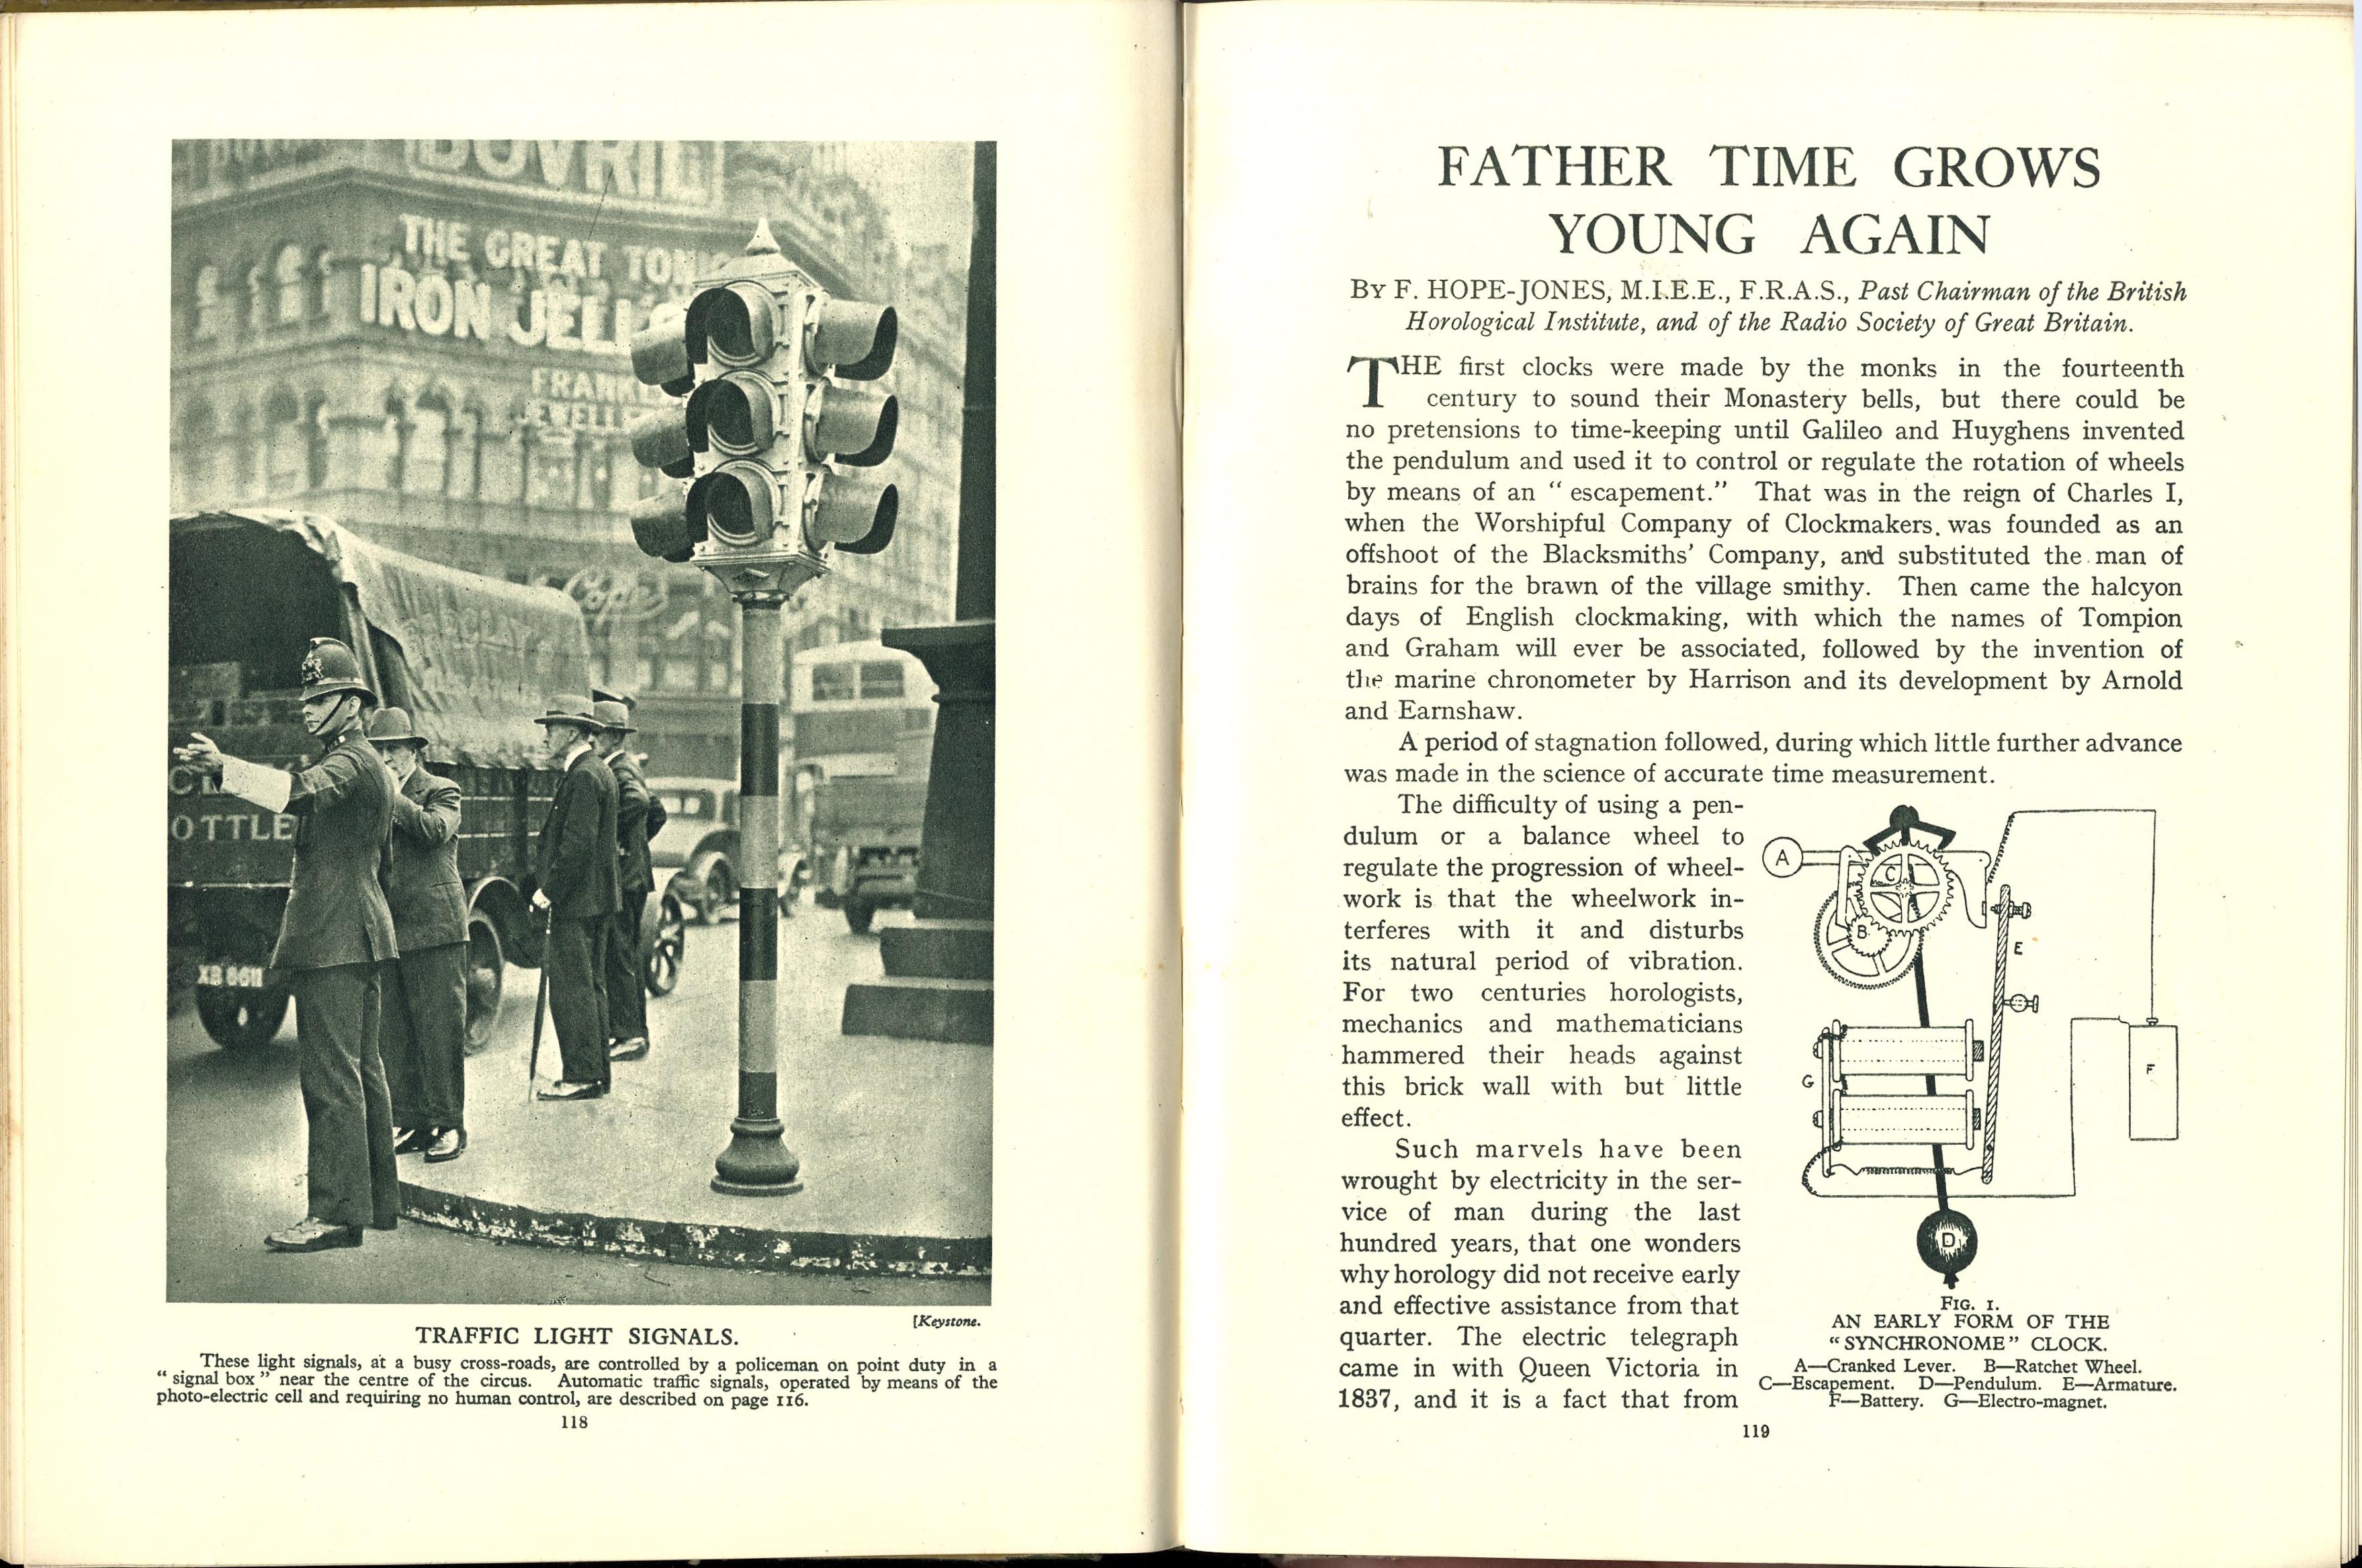 BOVRIL
THE GREAT
IRON
OTTLE
XB 6611
[Keystone.
TRAFFIC LIGHT SIGNALS.
These light signals, at a busy cross-roads, are controlled by a policeman on point duty in a
“ signal box ” near the centre of the circus. Automatic traffic signals, operated by means of the
photo-electric cell and requiring no human control, are described on page 116.
118
FATHER TIME GROWS
YOUNG AGAIN
By F. HOPE-JONES, M.I.E.E., F.R.A.S., Past Chairman of the British
Horological Institute, and of the Radio Society of Great Britain.
THE first clocks were made by the monks in the fourteenth
century to sound their Monastery bells, but there could be
no pretensions to time-keeping until Galileo and Huyghens invented
the pendulum and used it to control or regulate the rotation of wheels
by means of an “ escapement.” That was in the reign of Charles I,
when the Worshipful Company of Clockmakers was founded as an
offshoot of the Blacksmiths’ Company, and substituted the man of
brains for the brawn of the village smithy. Then came the halcyon
days of English clockmaking, with which the names of Tompion
and Graham will ever be associated, followed by the invention of
the marine chronometer by Harrison and its development by Arnold
and Earnshaw.
A period of stagnation followed, during which little further advance
was made in the science of accurate time measurement.
The difficulty of using a pen-
dulum or a balance wheel to
regulate the progression of wheel-
work is that the wheelwork in-
terferes with it and disturbs
its natural period of vibration.
For two centuries horologists,
mechanics and mathematicians
hammered their heads against
this brick wall with but little
effect.
Such marvels have been
wrought by electricity in the ser-
vice of man during the last
hundred years, that one wonders
why horology did not receive early
and effective assistance from that
quarter. The electric telegraph
came in with Queen Victoria in
1837, and it is a fact that from
A
C
B
E
F
G
D
Fig. 1.
AN EARLY FORM OF THE
“ SYNCHRONOME ” CLOCK.
A—Cranked Lever. B—Ratchet Wheel.
C—Escapement. D—Pendulum. E—Armature.
F—Battery. G—Electro-magnet.
119